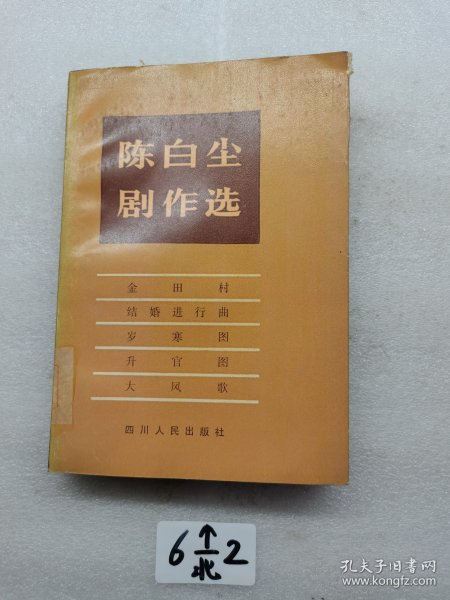 陈白尘
剧作选
金田村
结婚进行曲
岁寒图
升官图
大风歌
四川人民出版社
6↑北2
孔夫子旧书网
www.kongfz.com